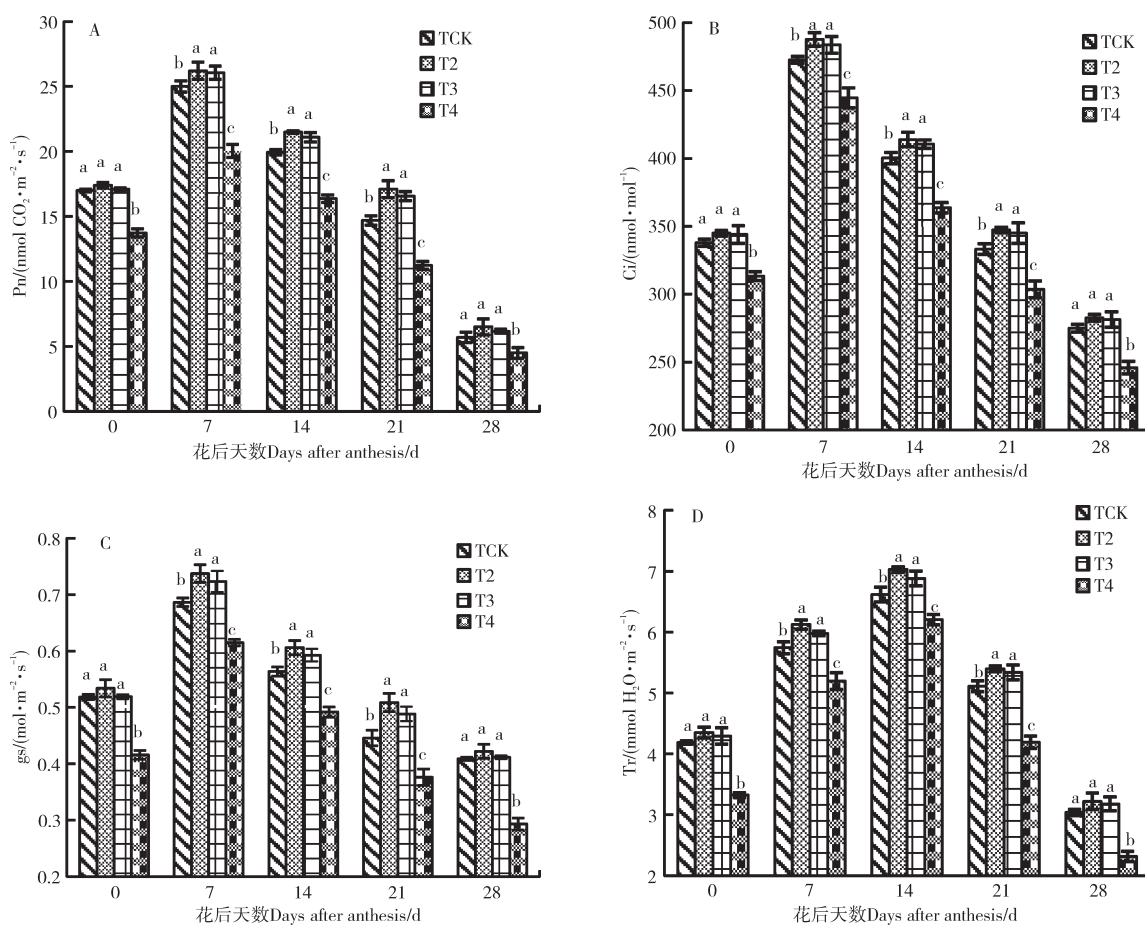 A
Pn/(nmol CO₂•m⁻²•s⁻¹)
30
25
20
15
10
5
0
TCK
T2
T3
T4
a a a b
b a a c
b a a c
b a a c
a a a b
0 7 14 21 28
花后天数Days after anthesis/d
B
Ci/(nmol•mol⁻¹)
500
450
400
350
300
250
200
TCK
T2
T3
T4
a a a b
b a a c
b a a c
b a a c
a a a b
0 7 14 21 28
花后天数Days after anthesis/d
C
gs/(mol•m⁻²•s⁻¹)
0.8
0.7
0.6
0.5
0.4
0.3
0.2
TCK
T2
T3
T4
a a a b
b a a c
b a a c
b a a c
a a a b
0 7 14 21 28
花后天数Days after anthesis/d
D
Tr/(mmol H₂O•m⁻²•s⁻¹)
8
7
6
5
4
3
2
TCK
T2
T3
T4
a a a b
b a a c
b a a c
b a a c
a a a b
0 7 14 21 28
花后天数Days after anthesis/d